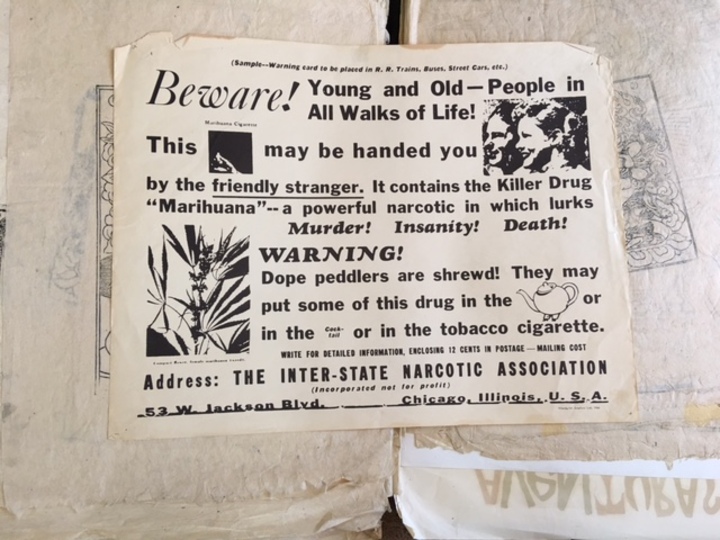 (Sample--Warning card to be placed in R. R. Trains, Buses, Street Cars, etc.)
Beware! Young and Old—People in
All Walks of Life!
Marihuana Cigarette
This may be handed you
by the friendly stranger. It contains the Killer Drug
“Marihuana”--a powerful narcotic in which lurks
Murder! Insanity! Death!
WARNING!
Dope peddlers are shrewd! They may
put some of this drug in the or
in the Cock-tail or in the tobacco cigarette.
WRITE FOR DETAILED INFORMATION, ENCLOSING 12 CENTS IN POSTAGE — MAILING COST
Address: THE INTER-STATE NARCOTIC ASSOCIATION
(Incorporated not for profit)
53 W. Jackson Blvd. Chicago, Illinois, U. S. A.